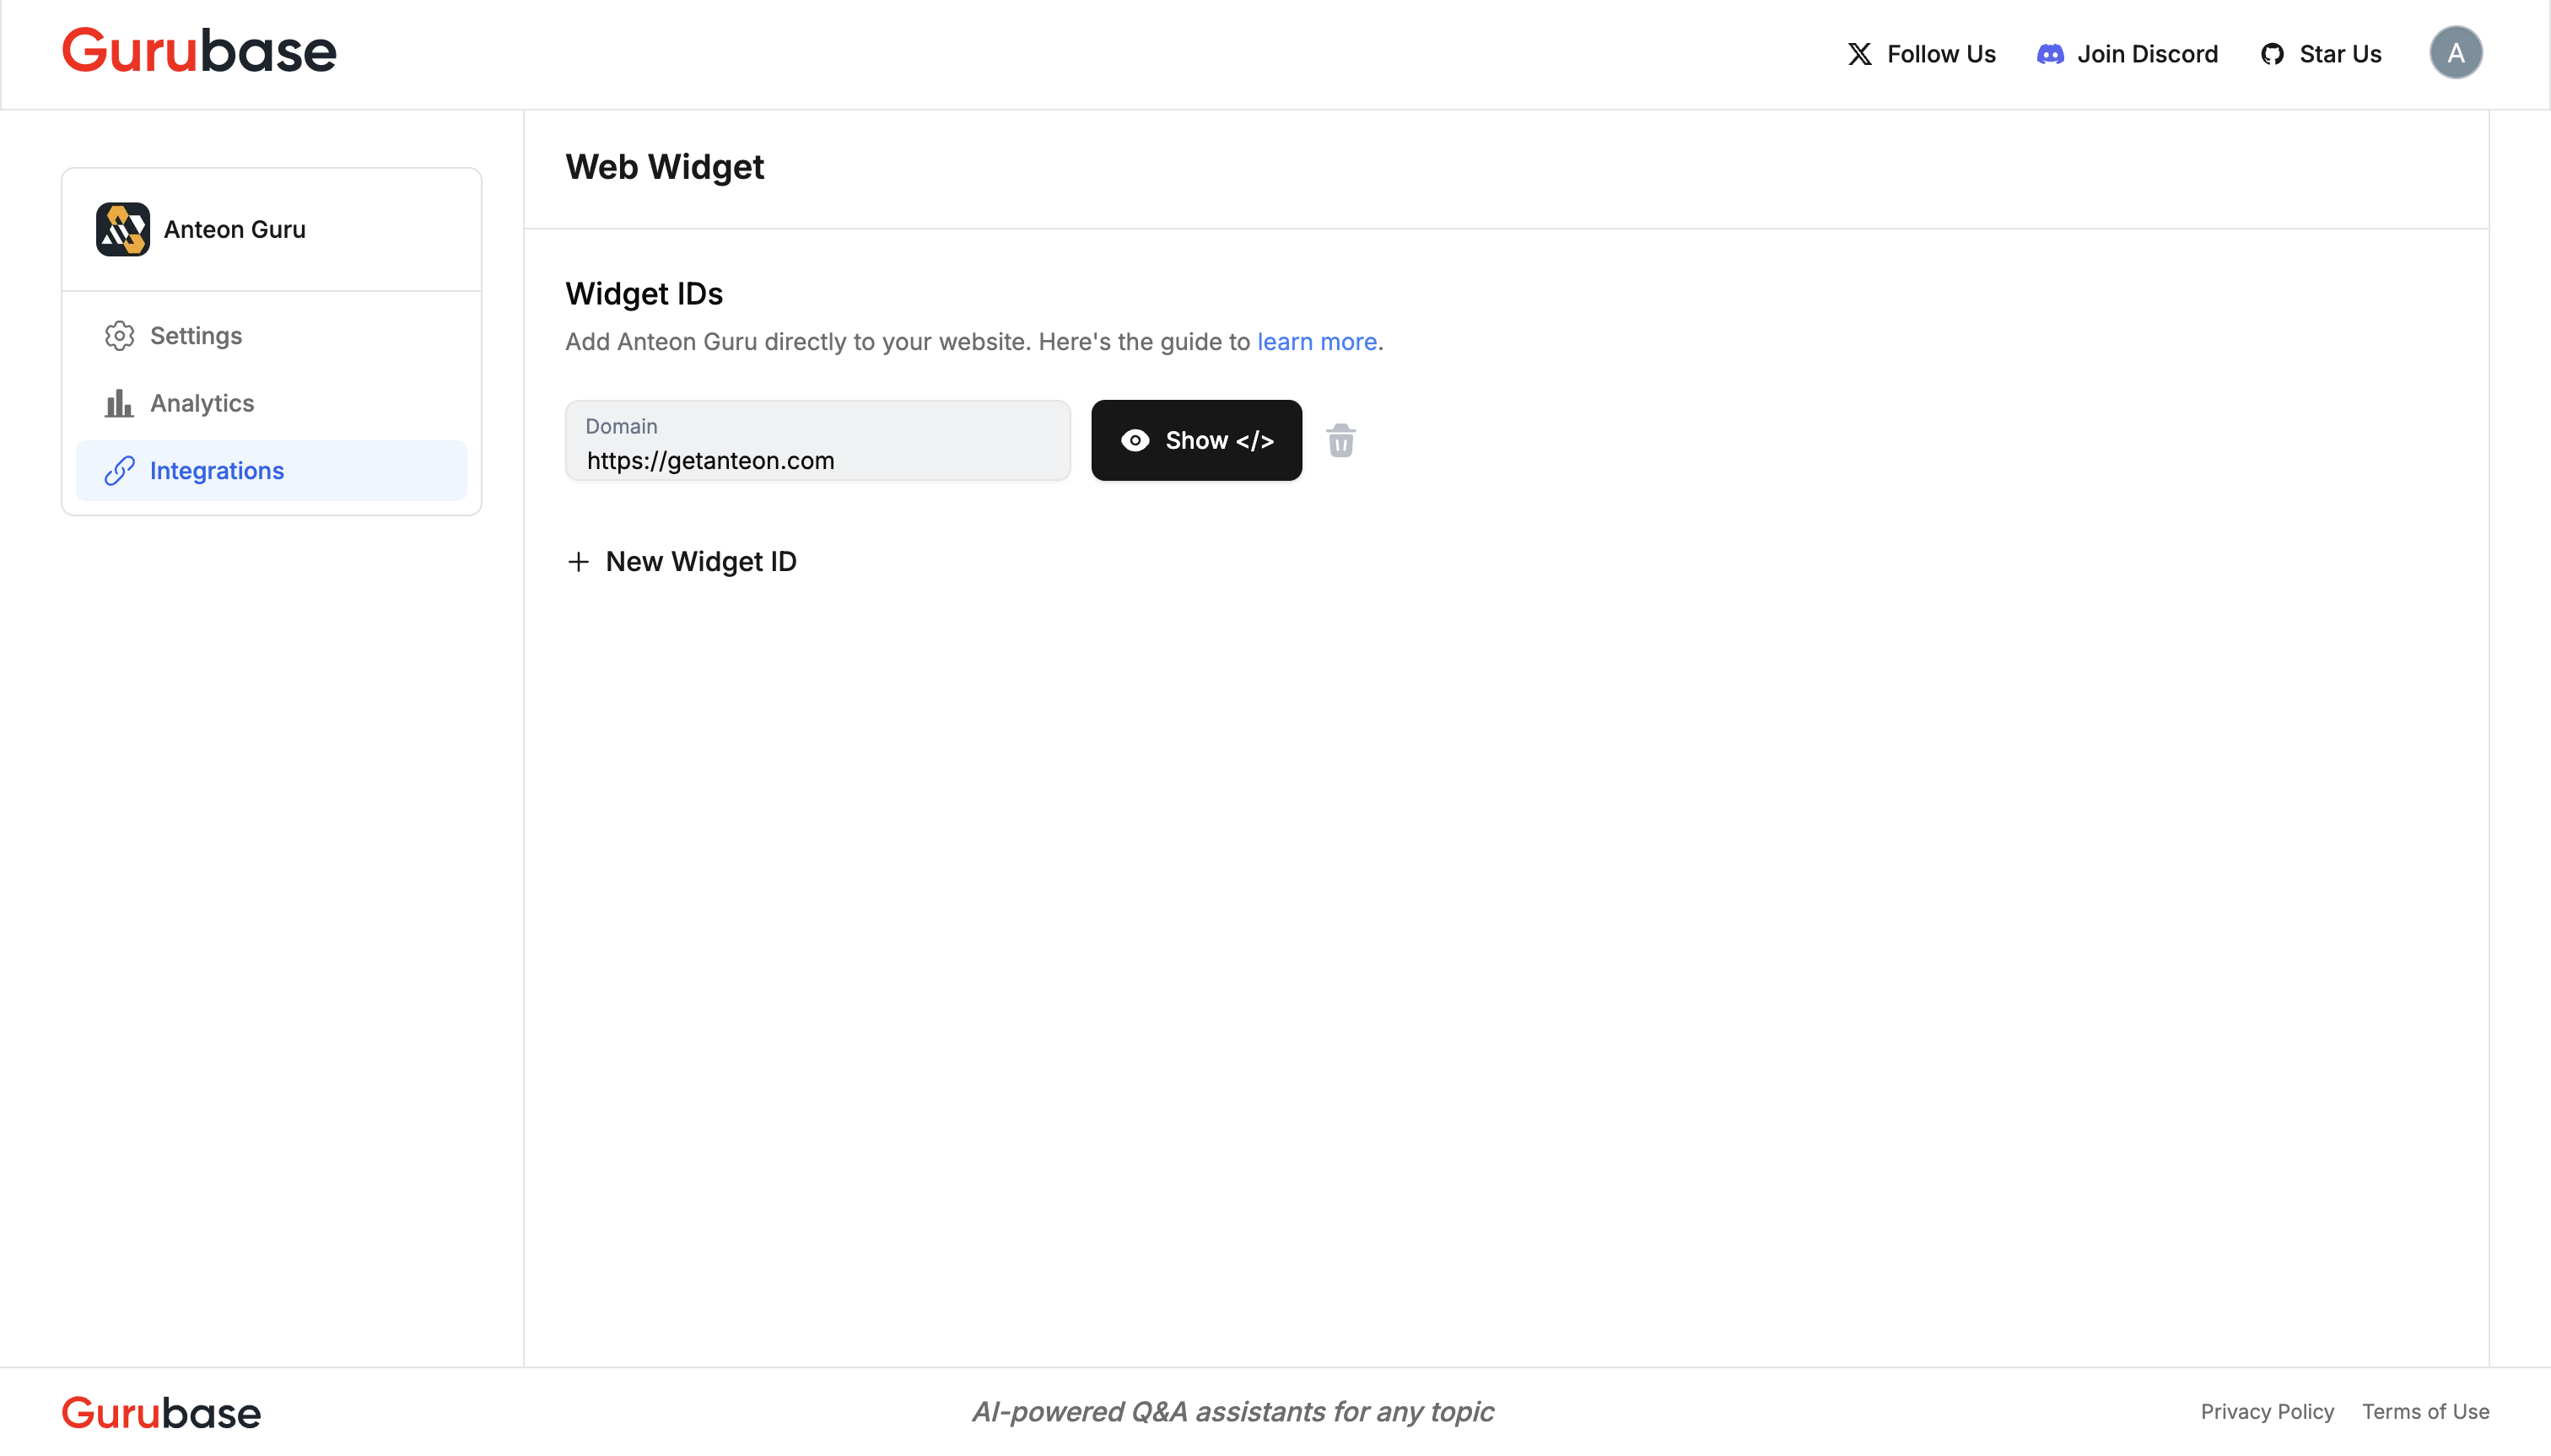 Gurubase
Follow Us
Join Discord
Star Us
A
Anteon Guru
Settings
Analytics
Integrations
Web Widget
Widget IDs
Add Anteon Guru directly to your website. Here's the guide to learn more.
Domain
https://getanteon.com
Show </>
+ New Widget ID
Gurubase
AI-powered Q&A assistants for any topic
Privacy Policy
Terms of Use